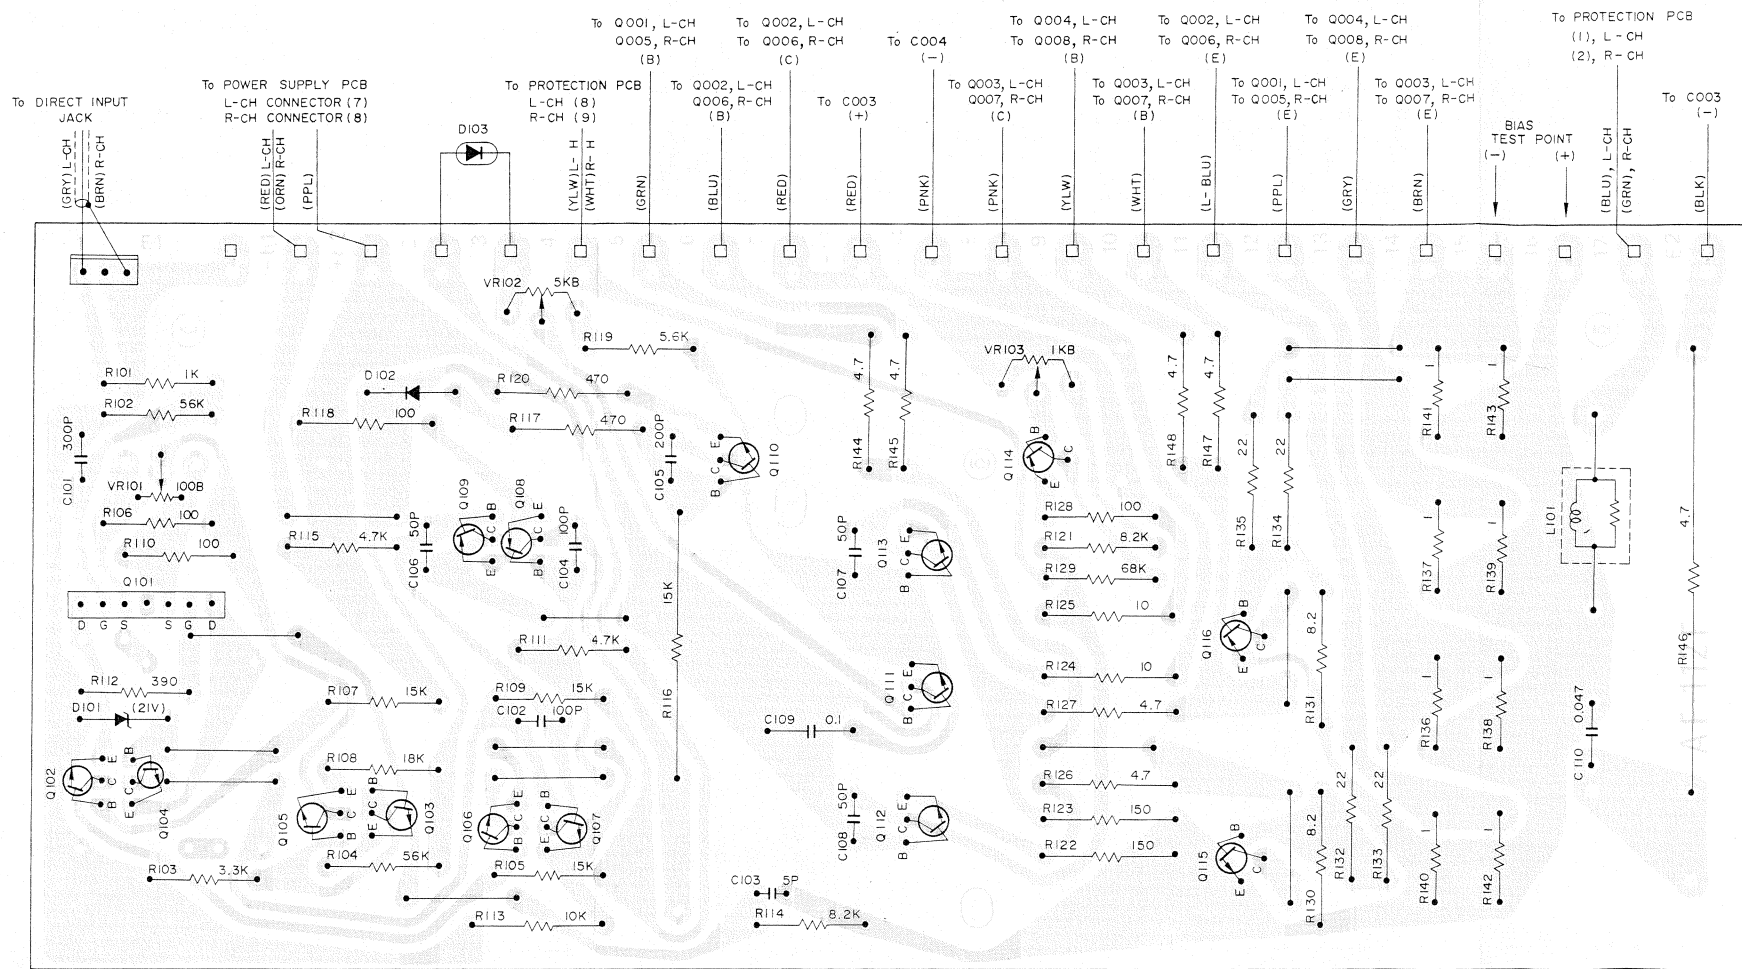 To Q001, L-CH
Q005, R-CH
(B)
To Q002, L-CH
To Q006, R-CH
(C)
To C004
(-)
To Q004, L-CH
To Q008, R-CH
(B)
To Q002, L-CH
To Q006, R-CH
(E)
To Q004, L-CH
To Q008, R-CH
(E)
To PROTECTION PCB
(1), L-CH
(2), R-CH
To DIRECT INPUT
JACK
To POWER SUPPLY PCB
L-CH CONNECTOR (7)
R-CH CONNECTOR (8)
To PROTECTION PCB
L-CH (8)
R-CH (9)
To Q002, L-CH
Q006, R-CH
(B)
To C003
(+)
To Q003, L-CH
Q007, R-CH
(C)
To Q003, L-CH
To Q007, R-CH
(B)
To Q001, L-CH
To Q005, R-CH
(E)
To Q003, L-CH
To Q007, R-CH
(E)
BIAS
TEST POINT
(-)
(+)
To C003
(-)
D103
(GRY) L-CH
(BRN) R-CH
(RED) L-CH
(ORN) R-CH
(PPL)
(YLW) L- H
(WHT) R- H
(GRN)
(BLU)
(RED)
(RED)
(PNK)
(PNK)
(YLW)
(WHT)
(L-BLU)
(PPL)
(GRY)
(BRN)
(BLU), L-CH
(GRN), R-CH
(BLK)
VR102 5KB
R119 5.6K
R101 1K
R102 56K
D102
R120 470
R118 100
R117 470
C101 300P
VR101 100B
R106 100
R110 100
Q101
D G S S G D
R115 4.7K
C106 50P
Q109
B
C
E
Q108
E
C
B
C104 100P
C105 200P
Q110
E
C
B
R144 4.7
R145 4.7
VR103 1KB
Q114
B
C
E
R148 4.7
R147 4.7
R135 22
R134 22
R141 1
R143 1
L101
R146 4.7
R128 100
R121 8.2K
R129 68K
R125 10
R124 10
R127 4.7
R126 4.7
R123 150
R122 150
C107 50P
Q113
E
C
B
R137 1
R139 1
Q116
B
C
E
R131 8.2
R111 4.7K
R116 15K
Q111
E
C
B
R112 390
D101 (21V)
R107 15K
R109 15K
C102 100P
C109 0.1
R136 1
R138 1
C110 0.047
Q102
E
C
B
Q104
B
C
E
R108 18K
Q105
E
C
B
Q103
B
C
E
Q106
E
C
B
Q107
B
C
E
C108 50P
Q112
E
C
B
Q115
B
C
E
R130 8.2
R132 22
R133 22
R140 1
R142 1
R103 3.3K
R104 56K
R105 15K
C103 5P
R113 10K
R114 8.2K